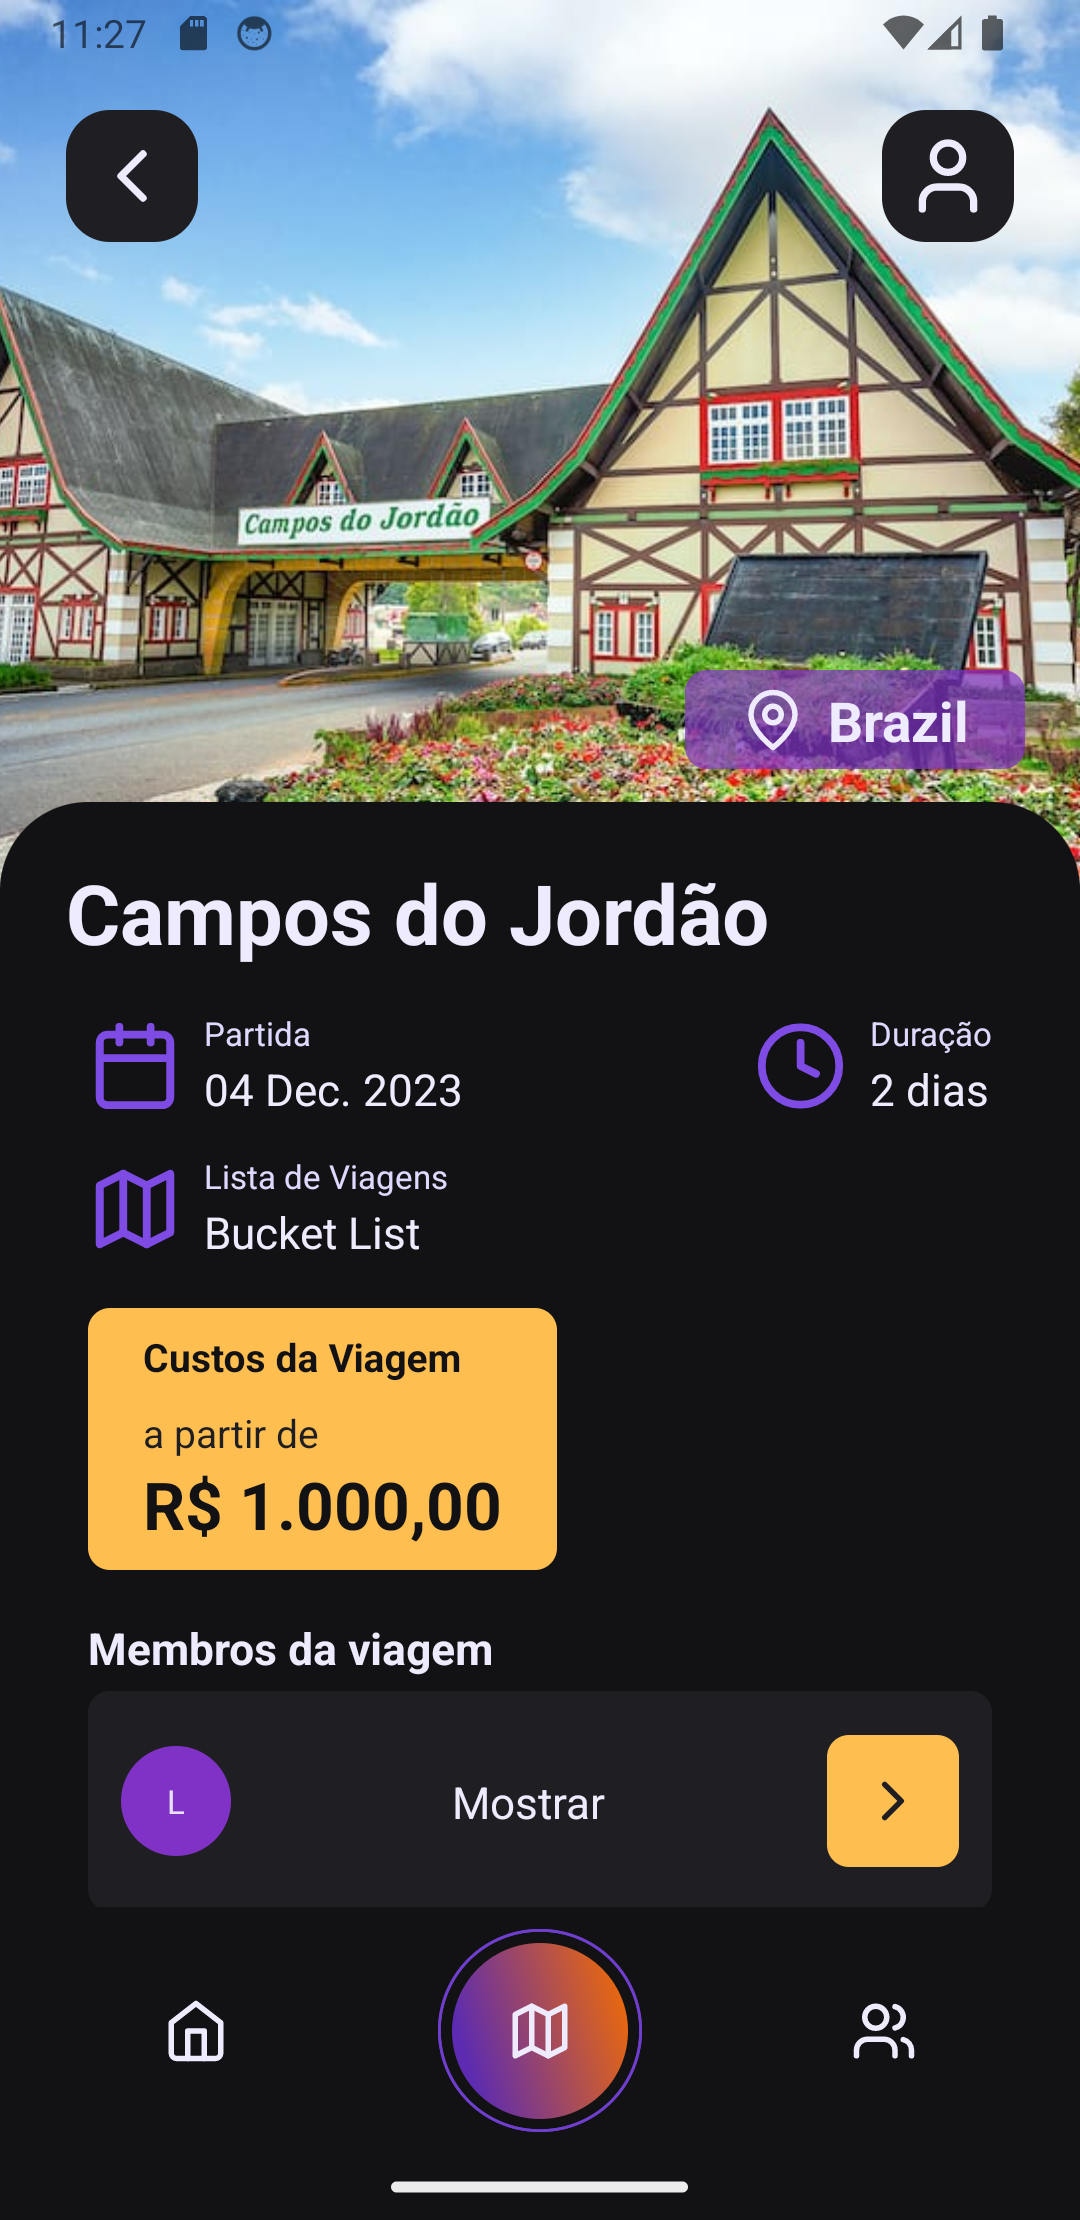 11:27
Campos do Jordão
Brazil
Campos do Jordão
Partida
04 Dec. 2023
Duração
2 dias
Lista de Viagens
Bucket List
Custos da Viagem
a partir de
R$ 1.000,00
Membros da viagem
L
Mostrar